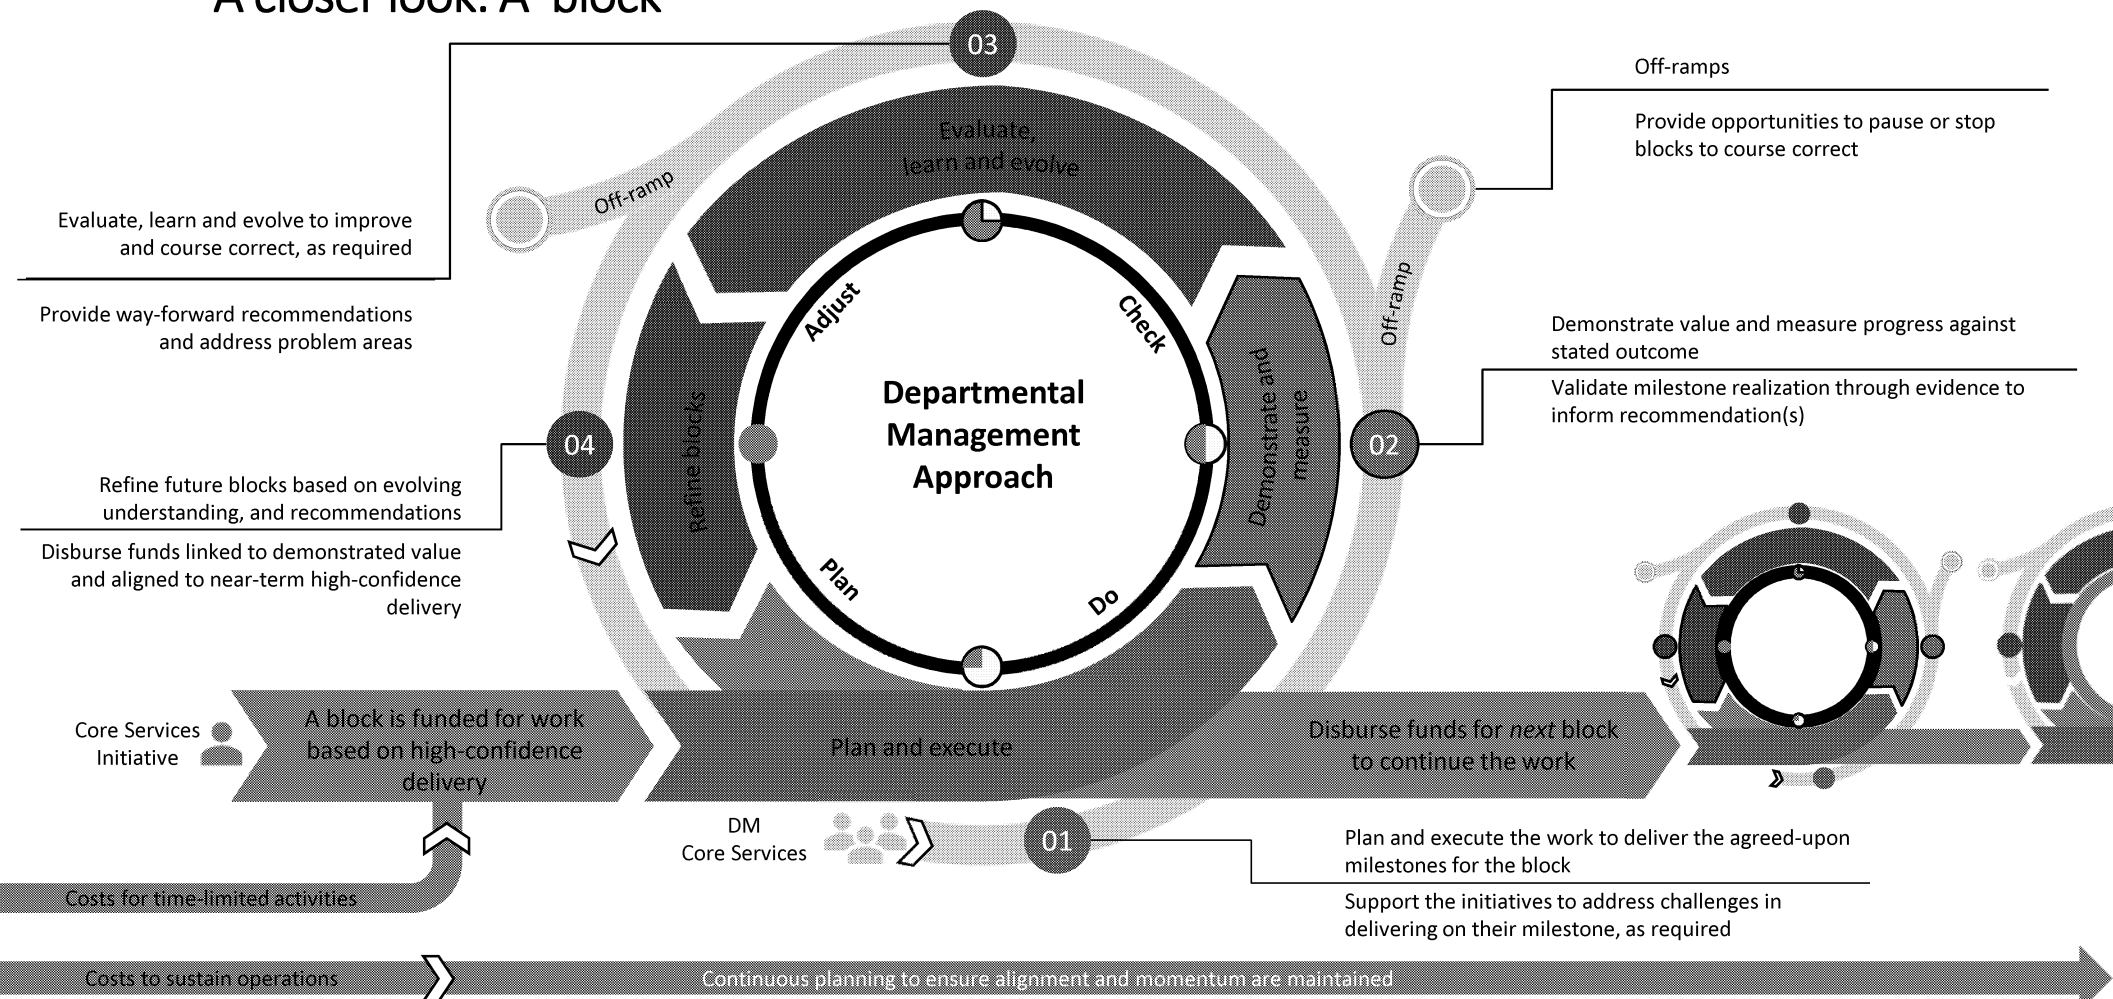 A closer look: A "block"
03
Off-ramps
Provide opportunities to pause or stop
blocks to course correct
Evaluate,
learn and evolve
Off-ramp
Evaluate, learn and evolve to improve
and course correct, as required
Provide way-forward recommendations
and address problem areas
Adjust
Check
Off-ramp
Demonstrate value and measure progress against
stated outcome
Validate milestone realization through evidence to
inform recommendation(s)
Departmental
Management
Approach
Refine blocks
Demonstrate and
measure
04
02
Refine future blocks based on evolving
understanding, and recommendations
Disburse funds linked to demonstrated value
and aligned to near-term high-confidence
delivery
Plan
Do
Core Services
Initiative
A block is funded for work
based on high-confidence
delivery
Plan and execute
Disburse funds for next block
to continue the work
DM
Core Services
01
Plan and execute the work to deliver the agreed-upon
milestones for the block
Support the initiatives to address challenges in
delivering on their milestone, as required
Costs for time-limited activities
Costs to sustain operations
Continuous planning to ensure alignment and momentum are maintained